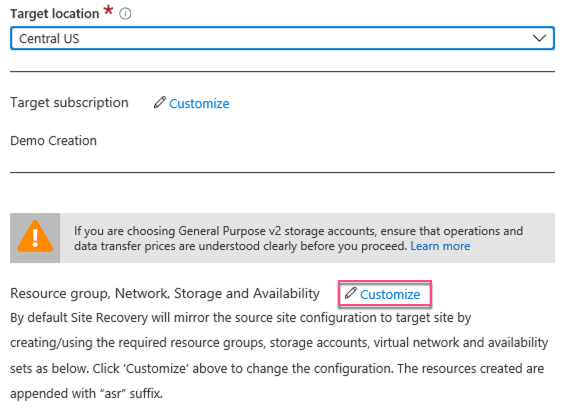 Target location *
Central US
Target subscription Customize
Demo Creation
If you are choosing General Purpose v2 storage accounts, ensure that operations and
data transfer prices are understood clearly before you proceed. Learn more
Resource group, Network, Storage and Availability Customize
By default Site Recovery will mirror the source site configuration to target site by
creating/using the required resource groups, storage accounts, virtual network and availability
sets as below. Click ‘Customize’ above to change the configuration. The resources created are
appended with “asr” suffix.